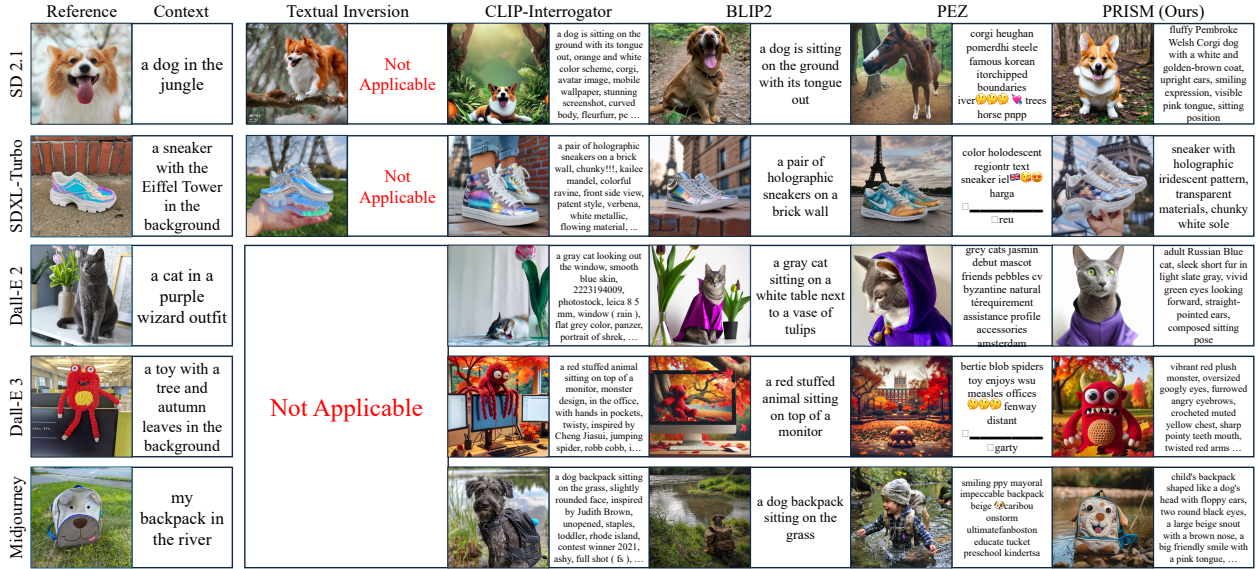 Reference Context Textual Inversion CLIP-Interrogator BLIP2 PEZ PRISM (Ours)
SD 2.1
a dog in the
jungle
Not
Applicable
a dog is sitting on the
ground with its tongue
out, orange and white
color scheme, corgi,
avatar image, mobile
wallpaper, stunning
screenshot, curved
body, fleurfurr, pc ...
a dog is sitting
on the ground
with its tongue
out
corgi heughan
pomerdhi steele
famous korean
itorchipped
boundaries
iver🤔🤔🤔 💘 trees
horse pnpp
fluffy Pembroke
Welsh Corgi dog
with a white and
golden-brown coat,
upright ears, smiling
expression, visible
pink tongue, sitting
position
SDXL-Turbo
a sneaker
with the
Eiffel Tower
in the
background
Not
Applicable
a pair of holographic
sneakers on a brick
wall, chunky!!!, kailee
mandel, colorful
ravine, front side view,
patent style, verbena,
white metallic,
flowing material, ...
a pair of
holographic
sneakers on a
brick wall
color holodescent
regiontr text
sneaker icl🇬🇧😘😍
harga
□
□reu
sneaker with
holographic
iridescent pattern,
transparent
materials, chunky
white sole
Dall-E 2
a cat in a
purple
wizard outfit
Not Applicable
a gray cat looking out
the window, smooth
blue skin,
2223194009,
photostock, leica 8 5
mm, window ( rain ),
flat grey color, panzer,
portrait of shrek, ...
a gray cat
sitting on a
white table next
to a vase of
tulips
grey cats jasmin
debut mascot
friends pebbles cv
byzantine natural
térequirement
assistance profile
accessories
amsterdam
adult Russian Blue
cat, sleek short fur in
light slate gray, vivid
green eyes looking
forward, straight-
pointed ears,
composed sitting
pose
Dall-E 3
a toy with a
tree and
autumn
leaves in the
background
a red stuffed animal
sitting on top of a
monitor, monster
design, in the office,
with hands in pockets,
twisty, inspired by
Cheng Jiasui, jumping
spider, robb cobb, i...
a red stuffed
animal sitting
on top of a
monitor
bertie blob spiders
toy enjoys wsu
measles offices
🤔🤔🤔 fenway
distant
□
□garty
vibrant red plush
monster, oversized
googly eyes, furrowed
angry eyebrows,
crocheted muted
yellow chest, sharp
pointy teeth mouth,
twisted red arms ...
Midjourney
my
backpack in
the river
a dog backpack sitting
on the grass, slightly
rounded face, inspired
by Judith Brown,
unopened, staples,
toddler, rhode island,
contest winner 2021,
ashy, full shot ( fs ), ...
a dog backpack
sitting on the
grass
smiling ppy mayoral
impeccable backpack
beige 🐶caribou
onstorm
ultimatefanboston
educate tucket
preschool kindertsa
child's backpack
shaped like a dog's
head with floppy ears,
two round black eyes,
a large beige snout
with a brown nose, a
big friendly smile with
a pink tongue, ...